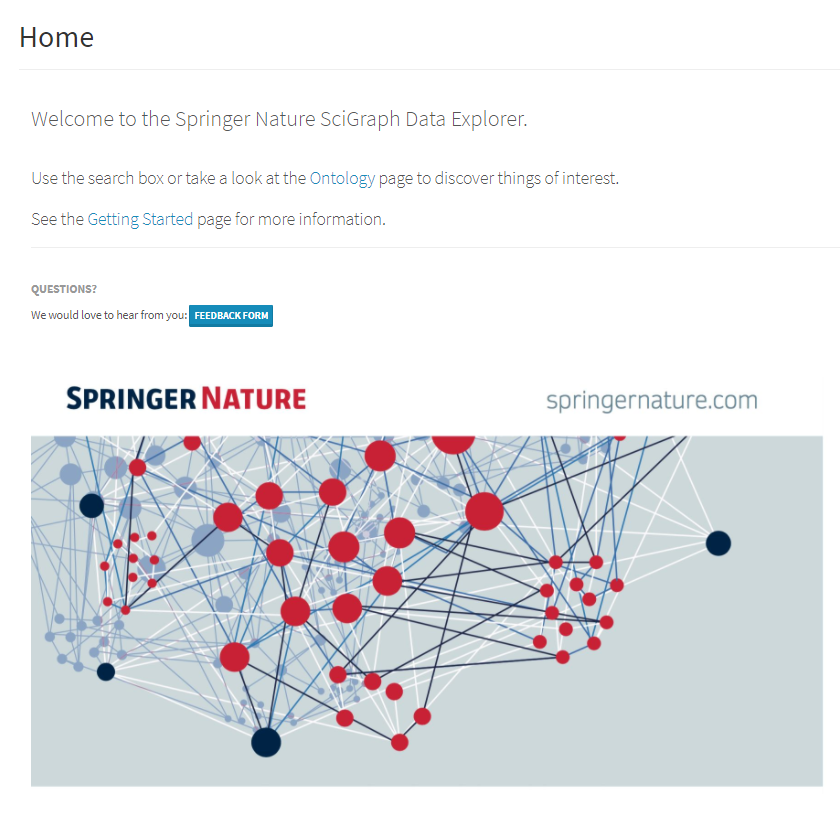 Home
Welcome to the Springer Nature SciGraph Data Explorer.
Use the search box or take a look at the Ontology page to discover things of interest.
See the Getting Started page for more information.
QUESTIONS?
We would love to hear from you: FEEDBACK FORM
SPRINGER NATURE
springernature.com